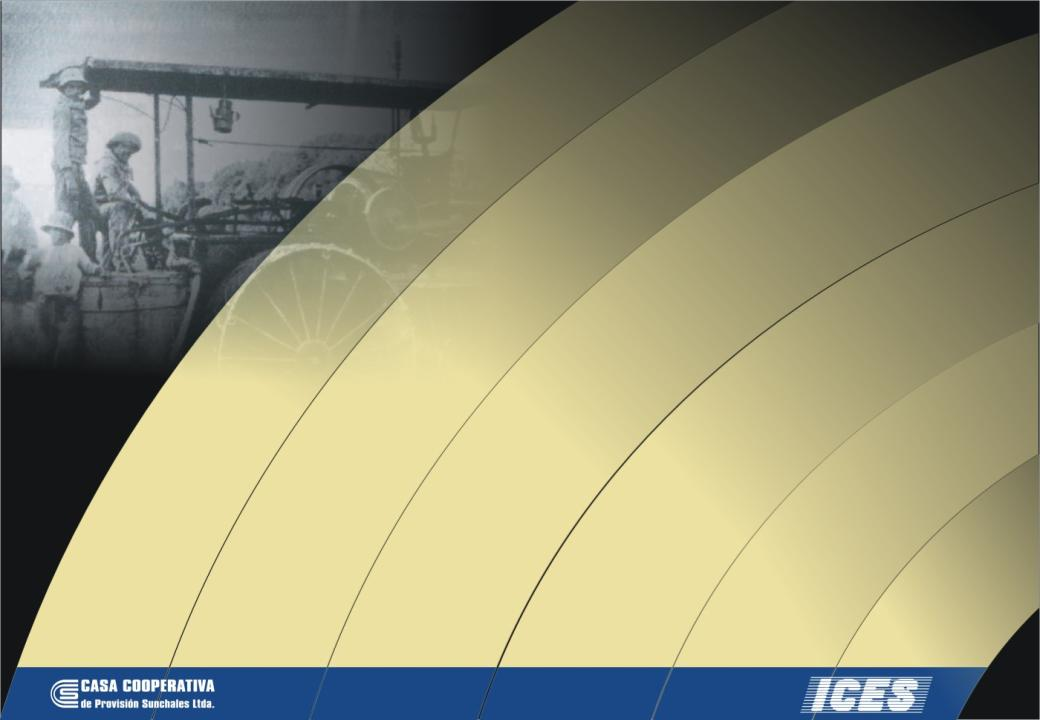 CASA COOPERATIVA
de Provisión Sunchales Ltda.
ICES